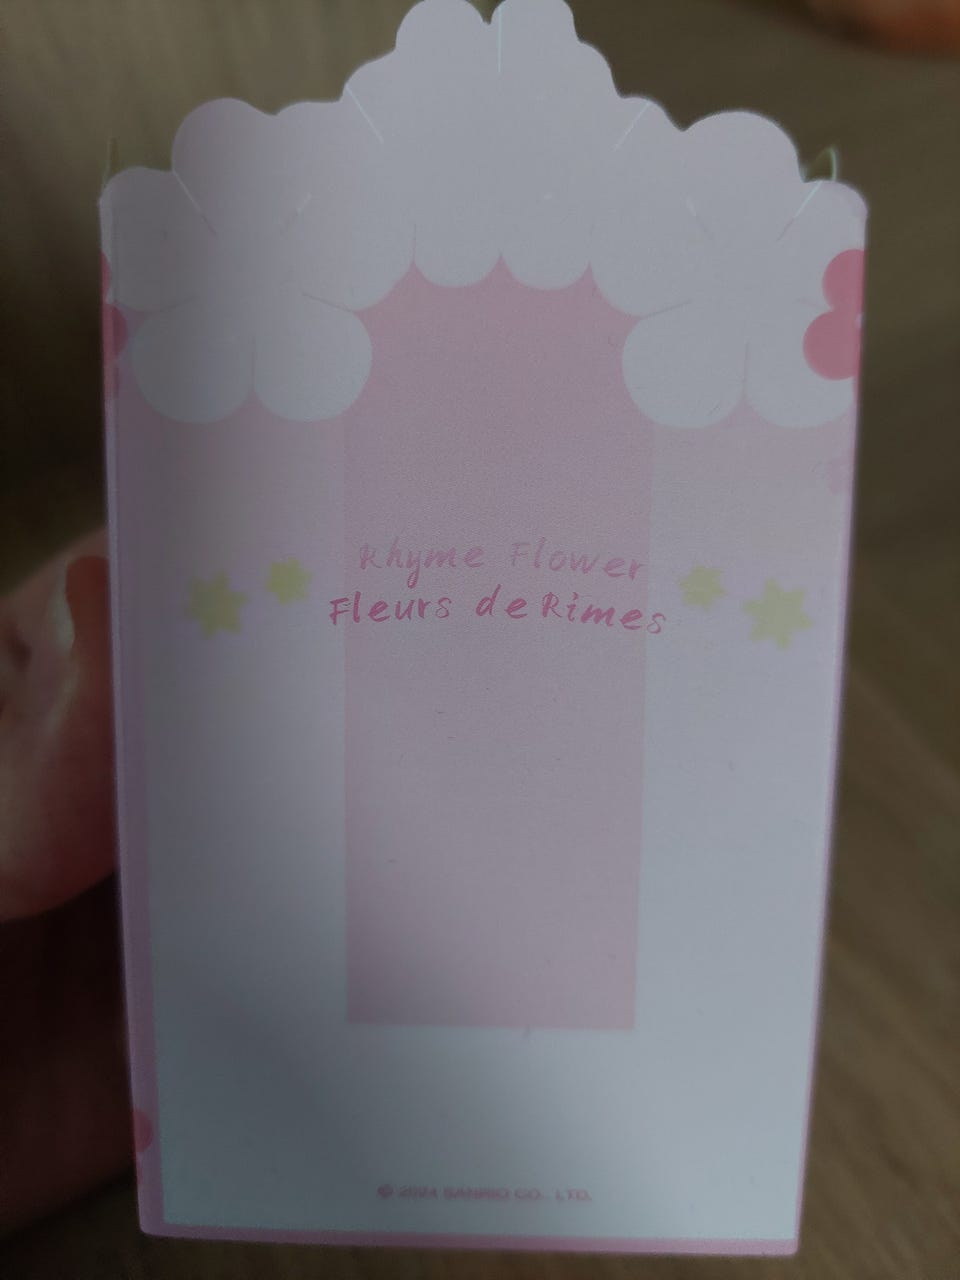 Rhyme Flower
Fleurs de Rimes
© 2024 SANRIO CO., LTD.